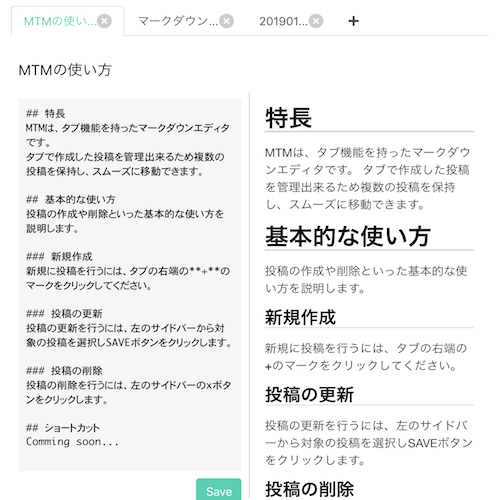 MTMの使い...
マークダウン...
201901...
+
MTMの使い方
## 特長
MTMは、タブ機能を持ったマークダウンエディタ
です。
タブで作成した投稿を管理出来るため複数の
投稿を保持し、スムーズに移動できます。
## 基本的な使い方
投稿の作成や削除といった基本的な使い方を
説明します。
### 新規作成
新規に投稿を行うには、タブの右端の**+**の
マークをクリックしてください。
### 投稿の更新
投稿の更新を行うには、左のサイドバーから対
象の投稿を選択しSAVEボタンをクリックします。
### 投稿の削除
投稿の削除を行うには、左のサイドバーのxボタ
ンをクリックします。
## ショートカット
Comming soon...
Save
特長
MTMは、タブ機能を持ったマークダウ
ンエディタです。 タブで作成した投稿
を管理出来るため複数の投稿を保持
し、スムーズに移動できます。
基本的な使い方
投稿の作成や削除といった基本的な使
い方を説明します。
新規作成
新規に投稿を行うには、タブの右端の
+のマークをクリックしてください。
投稿の更新
投稿の更新を行うには、左のサイドバ
ーから対象の投稿を選択しSAVEボタン
をクリックします。
投稿の削除